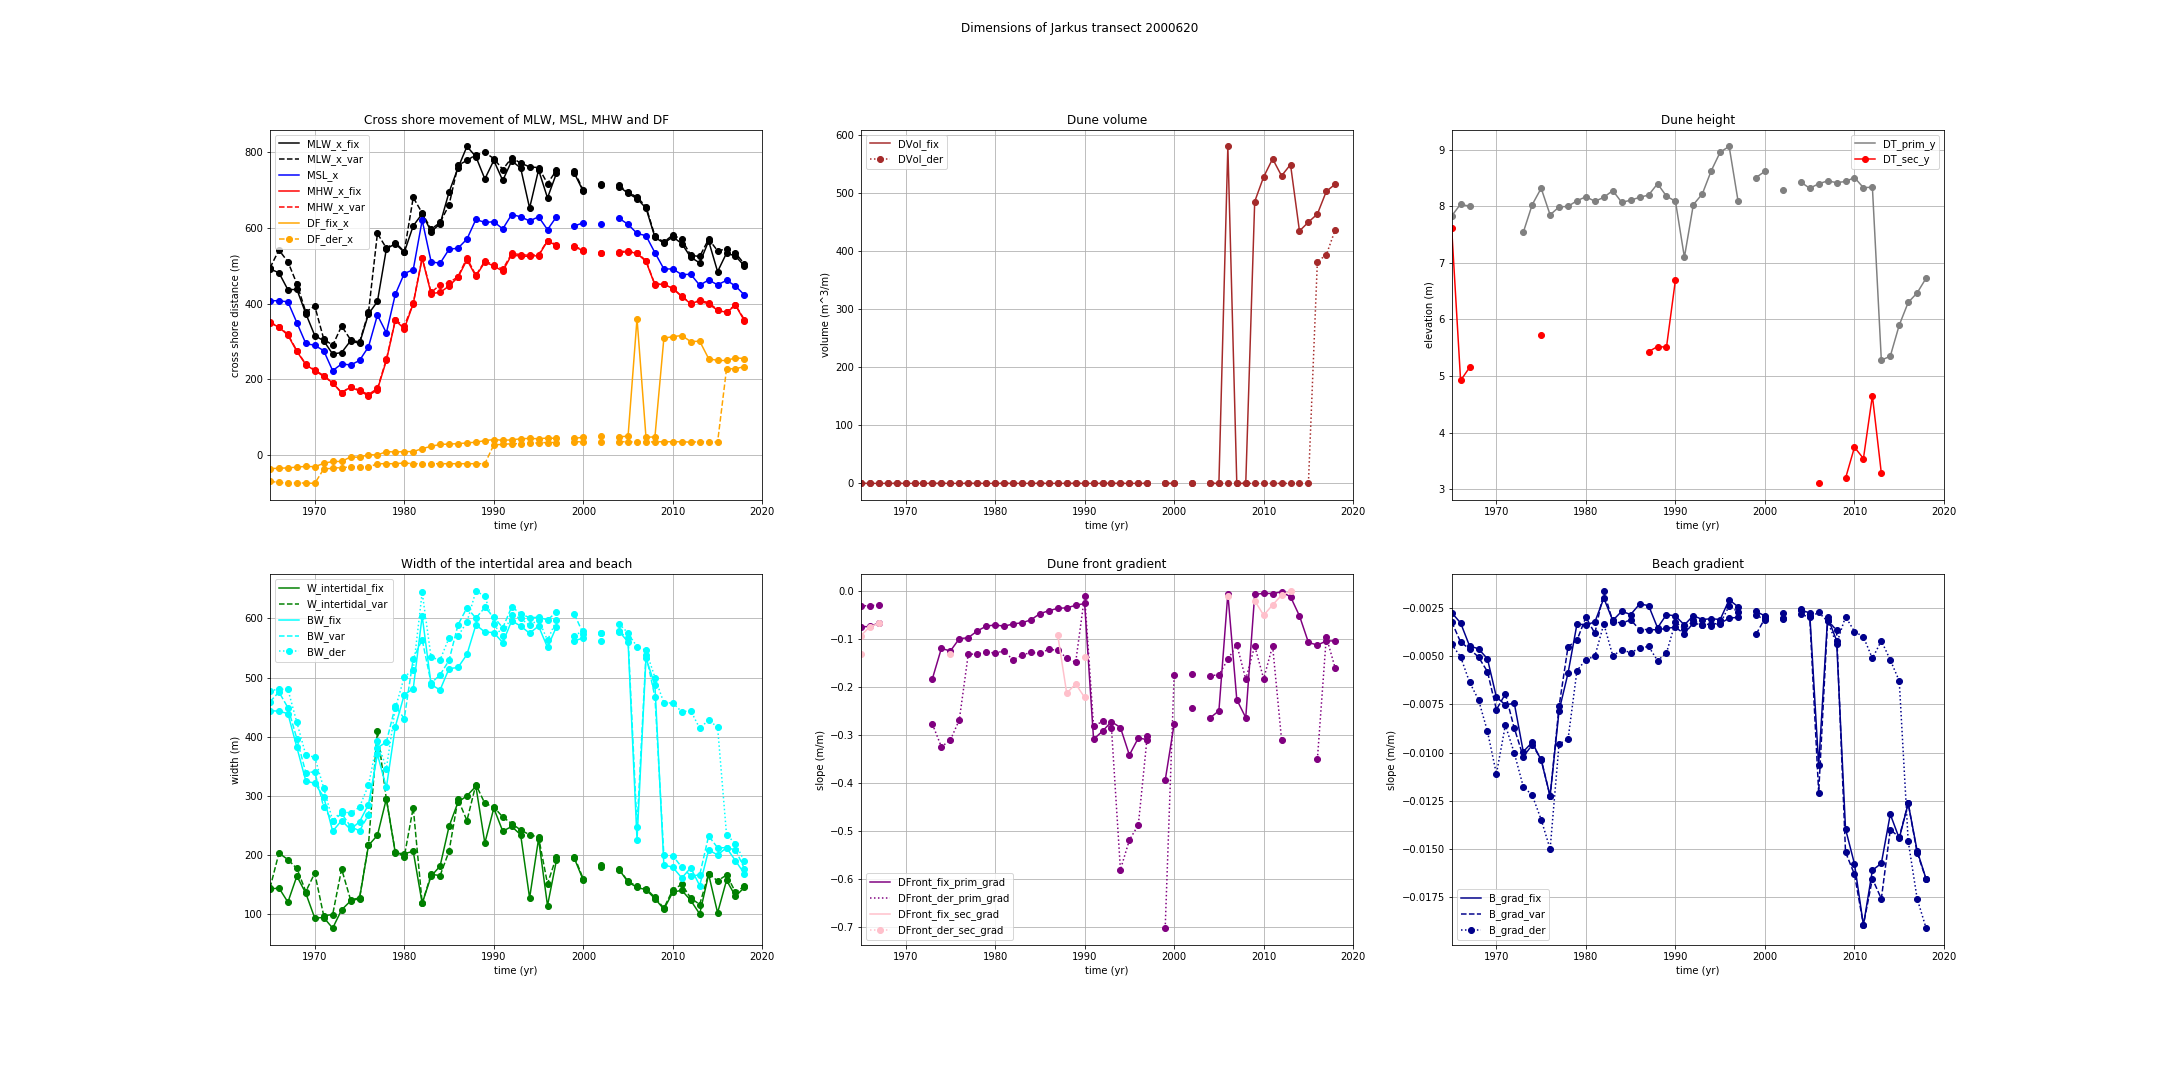 Dimensions of Jarkus transect 2000620
Cross shore movement of MLW, MSL, MHW and DF
MLW_x_fix
MLW_x_var
MSL_x
MHW_x_fix
MHW_x_var
DF_fix_x
DF_der_x
cross shore distance (m)
800
600
400
200
0
1970 1980 1990 2000 2010 2020
time (yr)
Dune volume
DVol_fix
DVol_der
volume (m^3/m)
600
500
400
300
200
100
0
1970 1980 1990 2000 2010 2020
time (yr)
Dune height
DT_prim_y
DT_sec_y
elevation (m)
9
8
7
6
5
4
3
1970 1980 1990 2000 2010 2020
time (yr)
Width of the intertidal area and beach
W_intertidal_fix
W_intertidal_var
BW_fix
BW_var
BW_der
width (m)
600
500
400
300
200
100
1970 1980 1990 2000 2010 2020
time (yr)
Dune front gradient
DFront_fix_prim_grad
DFront_der_prim_grad
DFront_fix_sec_grad
DFront_der_sec_grad
slope (m/m)
0.0
−0.1
−0.2
−0.3
−0.4
−0.5
−0.6
−0.7
1970 1980 1990 2000 2010 2020
time (yr)
Beach gradient
B_grad_fix
B_grad_var
B_grad_der
slope (m/m)
−0.0025
−0.0050
−0.0075
−0.0100
−0.0125
−0.0150
−0.0175
1970 1980 1990 2000 2010 2020
time (yr)